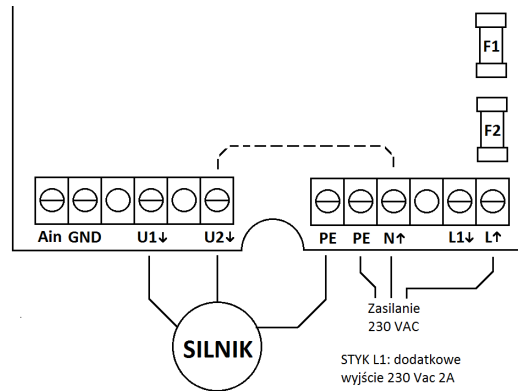 F1
F2
Ain GND U1↓ U2↓ PE PE N↑ L1↓ L↑
SILNIK
Zasilanie
230 VAC
STYK L1: dodatkowe
wyjście 230 Vac 2A